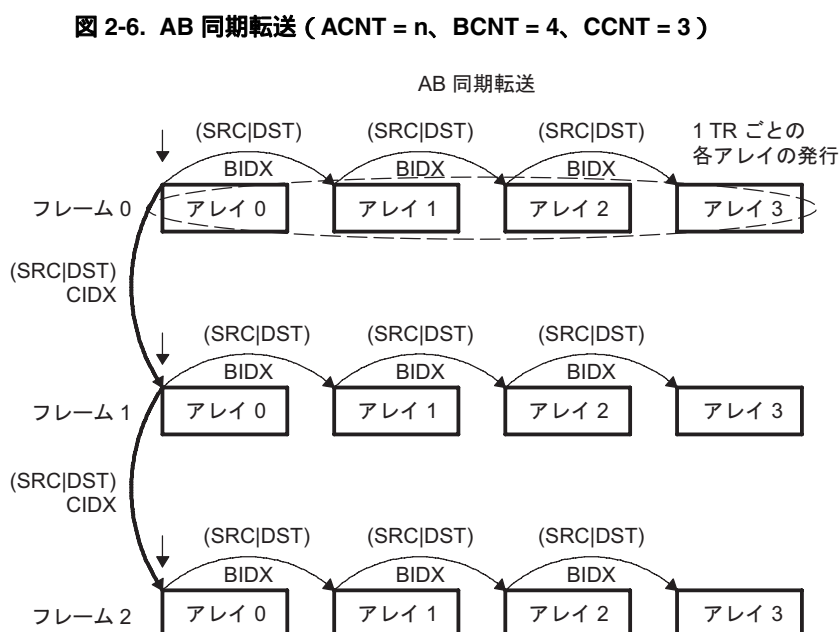 図 2-6. AB 同期転送（ACNT = n、BCNT = 4、CCNT = 3）
AB 同期転送
(SRC|DST) (SRC|DST) (SRC|DST) 1 TR ごとの
各アレイの発行
BIDX BIDX BIDX
フレーム 0 アレイ 0 アレイ 1 アレイ 2 アレイ 3
(SRC|DST)
CIDX
(SRC|DST) (SRC|DST) (SRC|DST)
BIDX BIDX BIDX
フレーム 1 アレイ 0 アレイ 1 アレイ 2 アレイ 3
(SRC|DST)
CIDX
(SRC|DST) (SRC|DST) (SRC|DST)
BIDX BIDX BIDX
フレーム 2 アレイ 0 アレイ 1 アレイ 2 アレイ 3